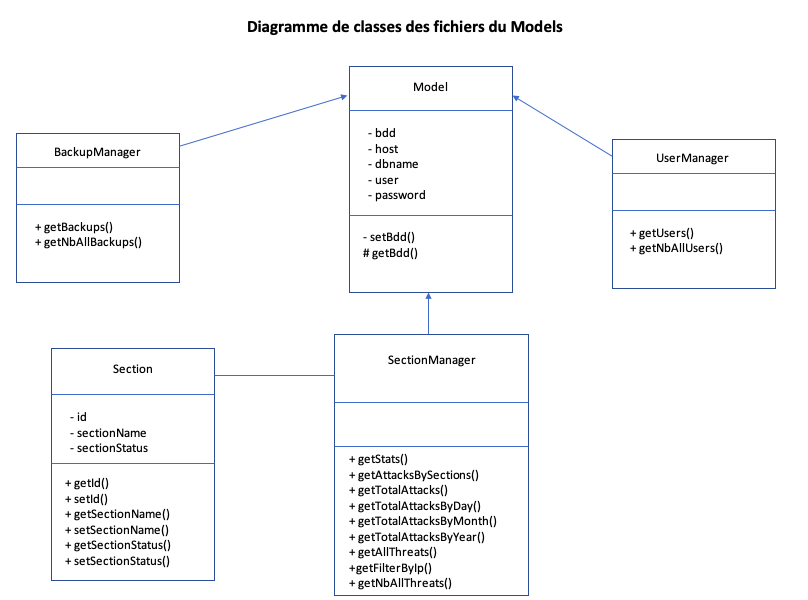 Diagramme de classes des fichiers du Models
Model
- bdd
- host
- dbname
- user
- password
- setBdd()
# getBdd()
BackupManager
+ getBackups()
+ getNbAllBackups()
UserManager
+ getUsers()
+ getNbAllUsers()
Section
- id
- sectionName
- sectionStatus
+ getId()
+ setId()
+ getSectionName()
+ setSectionName()
+ getSectionStatus()
+ setSectionStatus()
SectionManager
+ getStats()
+ getAttacksBySections()
+ getTotalAttacks()
+ getTotalAttacksByDay()
+ getTotalAttacksByMonth()
+ getTotalAttacksByYear()
+ getAllThreats()
+getFilterByIp()
+ getNbAllThreats()